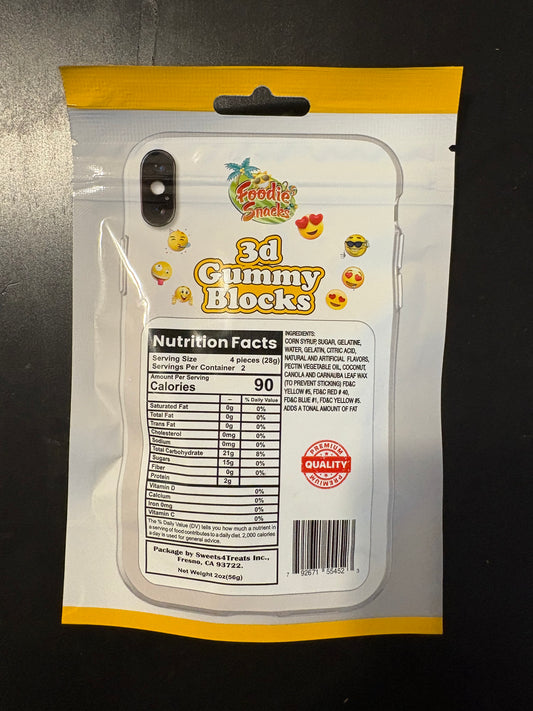 Foodie
Snacks
3d
Gummy
Blocks
Nutrition Facts
Serving Size 4 pieces (28g)
Servings Per Container 2
Amount Per Serving
Calories 90
– % Daily Value
Saturated Fat 0g 0%
Total Fat 0g 0%
Trans Fat 0g 0%
Cholesterol 0mg 0%
Sodium 0mg 0%
Total Carbohydrate 21g 8%
Sugars 15g 0%
Fiber 0g 0%
Protein 2g
Vitamin D 0%
Calcium 0%
Iron 0mg 0%
Vitamin C 0%
The % Daily Value (DV) tells you how much a nutrient in
a serving of food contributes to a daily diet. 2,000 calories
a day is used for general advice.
Package by Sweets4Treats Inc.,
Fresno, CA 93722.
Net Weight 2oz(56g)
INGREDIENTS:
CORN SYRUP, SUGAR, GELATINE,
WATER, GELATIN, CITRIC ACID,
NATURAL AND ARTIFICIAL FLAVORS,
PECTIN VEGETABLE OIL, COCONUT,
CANOLA AND CARNAUBA LEAF WAX
(TO PREVENT STICKING) FD&C
YELLOW #5, FD&C RED # 40,
FD&C BLUE #1, FD&C YELLOW #5.
ADDS A TONAL AMOUNT OF FAT
PREMIUM
QUALITY
PREMIUM
7 92671 55452 3